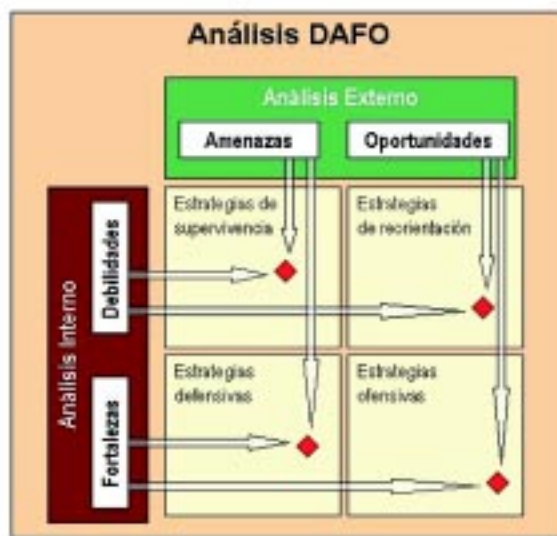 Análisis DAFO
Análisis Externo
Amenazas
Oportunidades
Análisis Interno
Debilidades
Fortalezas
Estrategias de
supervivencia
Estrategias
de reorientación
Estrategias
defensivas
Estrategias
ofensivas